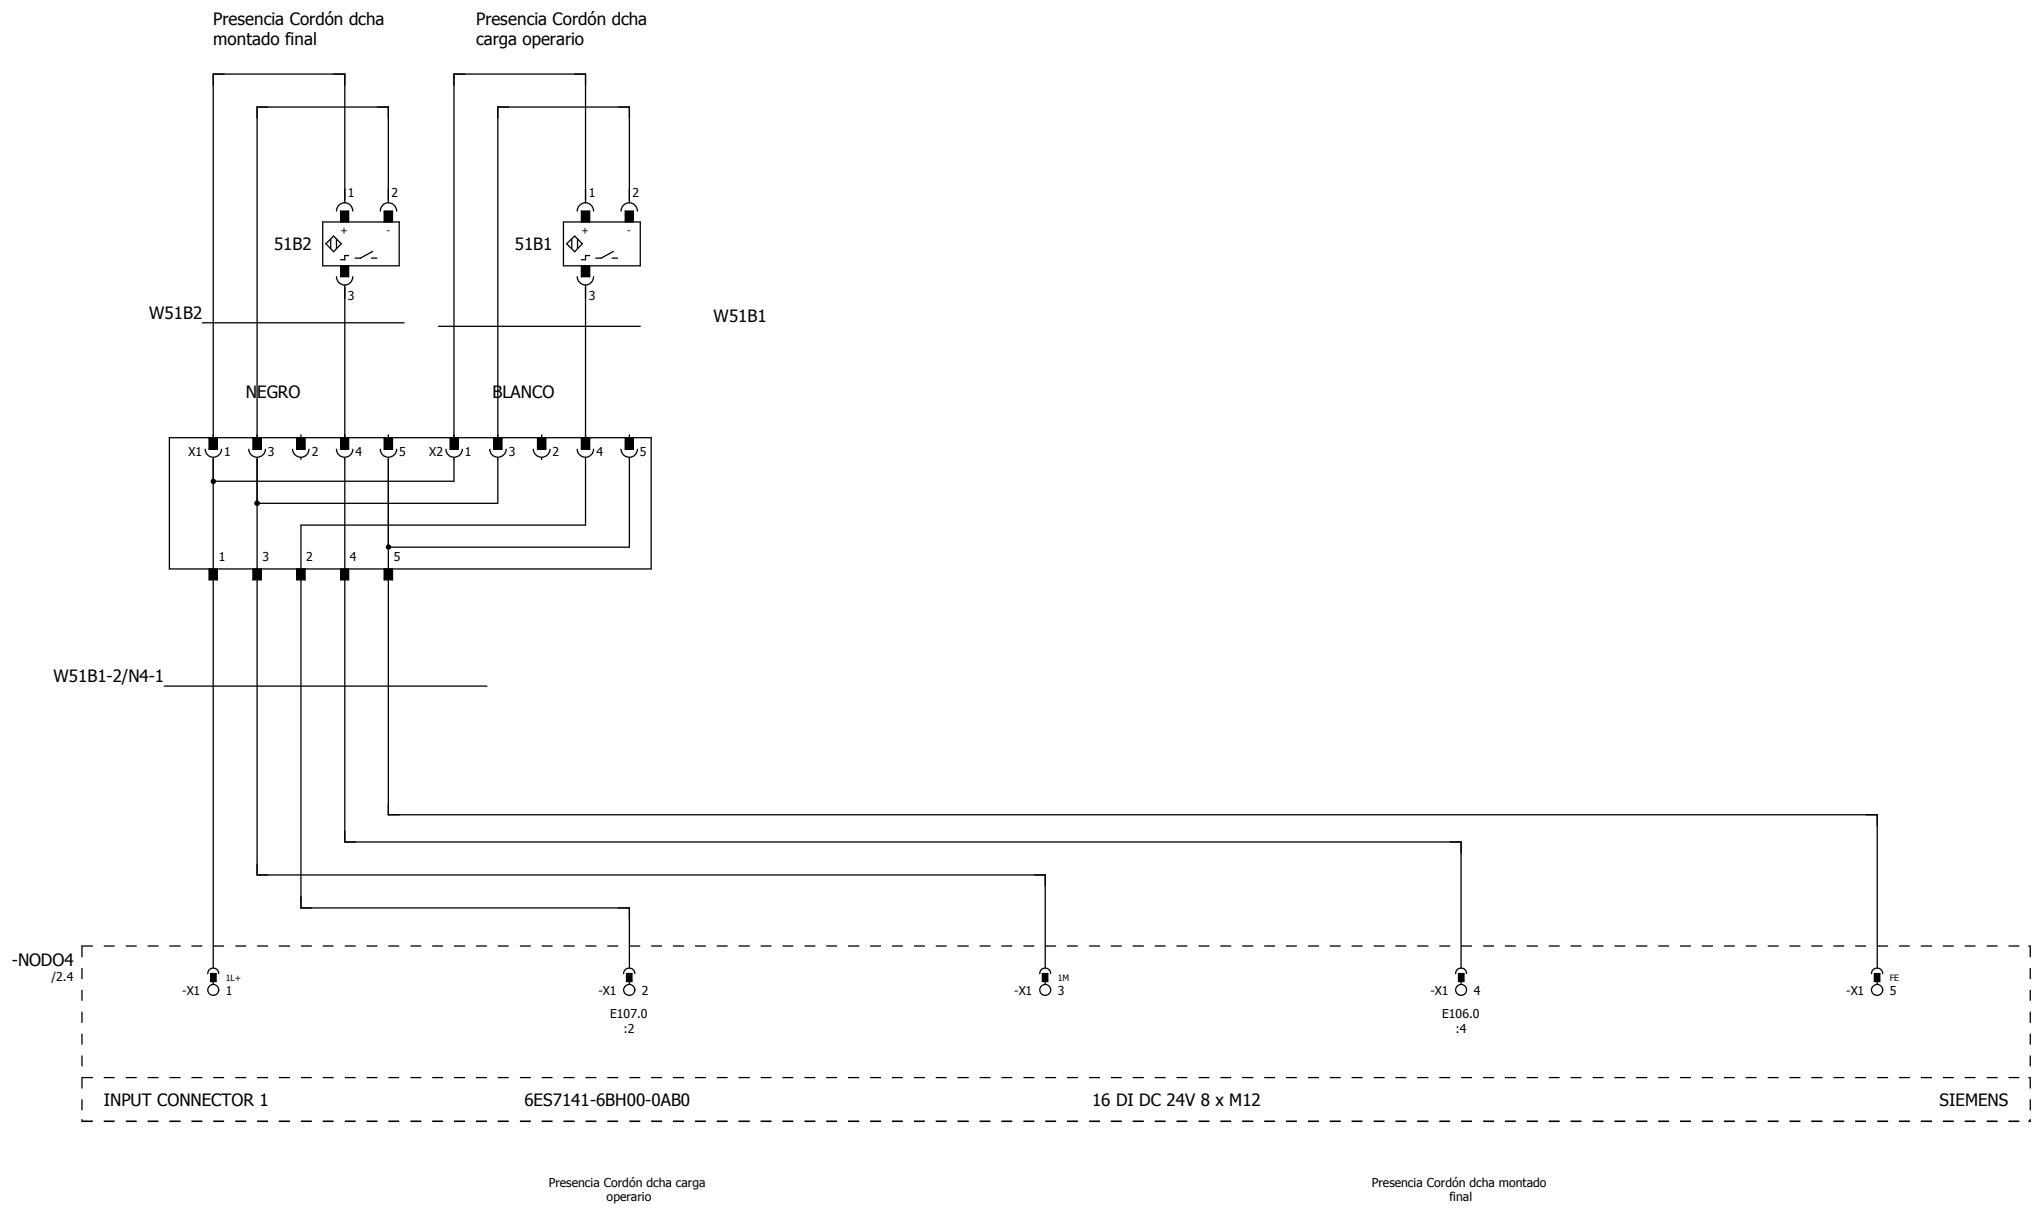 Presencia Cordón dcha
montado final
Presencia Cordón dcha
carga operario
1 2 1 2
+ - + -
51B2 51B1
3 3
W51B2 W51B1
NEGRO BLANCO
X1 1 3 2 4 5 X2 1 3 2 4 5
1 3 2 4 5
W51B1-2/N4-1
-NODO4
/2.4
1L+ 1M FE
-X1 1 -X1 2 -X1 3 -X1 4 -X1 5
E107.0 E106.0
:2 :4
INPUT CONNECTOR 1 6ES7141-6BH00-0AB0 16 DI DC 24V 8 x M12 SIEMENS
Presencia Cordón dcha carga
operario
Presencia Cordón dcha montado
final